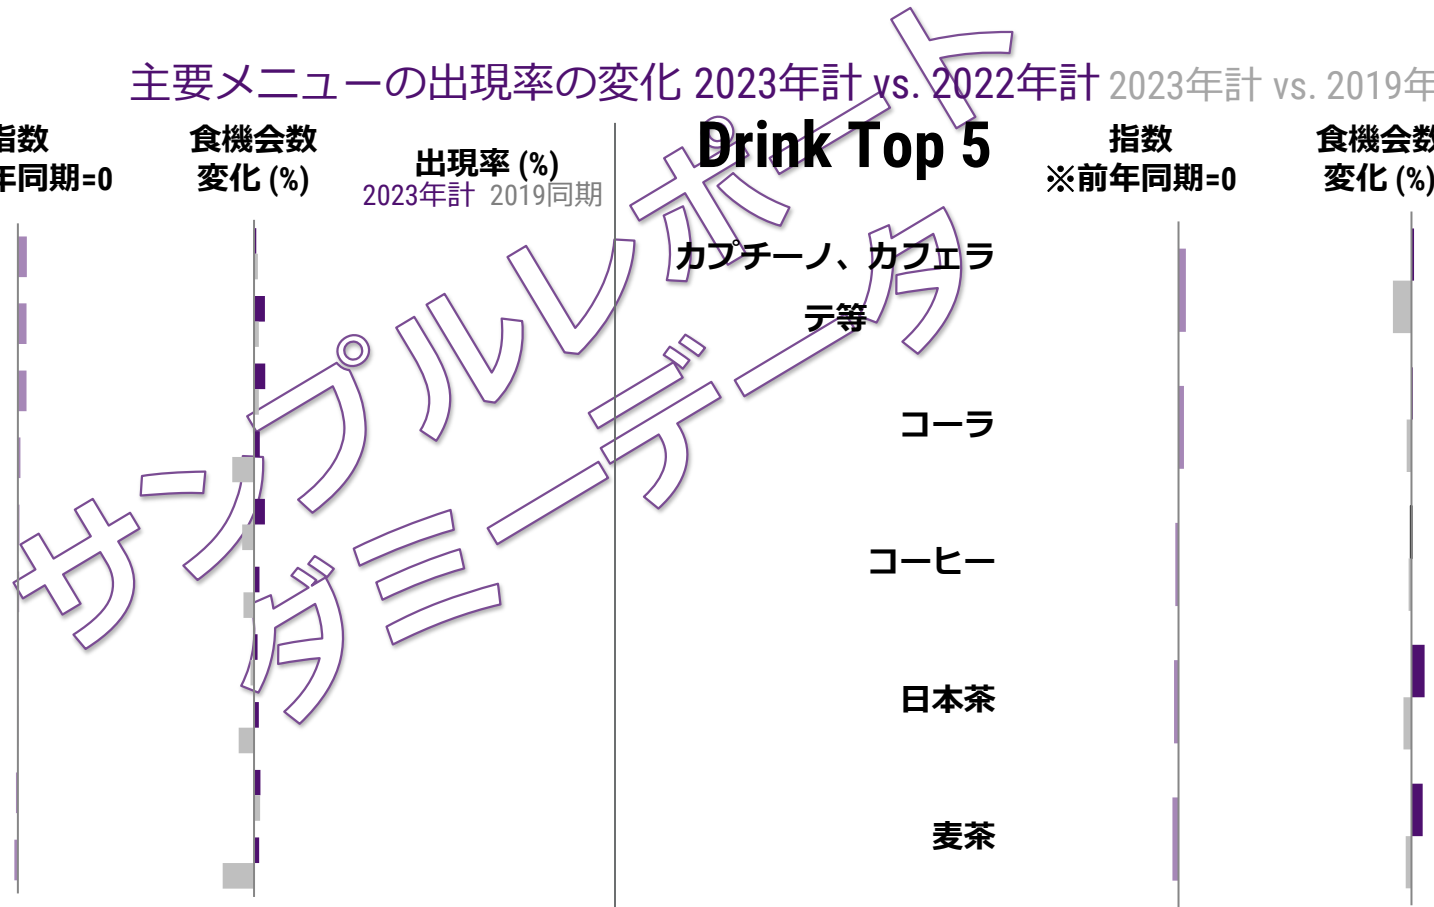 主要メニューの出現率の変化 2023年計 vs. 2022年計 2023年計 vs. 2019年
指数
年同期=0
食機会数
変化 (%)
出現率 (%)
2023年計 2019同期
Drink Top 5
指数
※前年同期=0
食機会数
変化 (%)
カプチーノ、カフェラ
テ等
コーラ
コーヒー
日本茶
麦茶
サンプルレポート
ダミーデータ